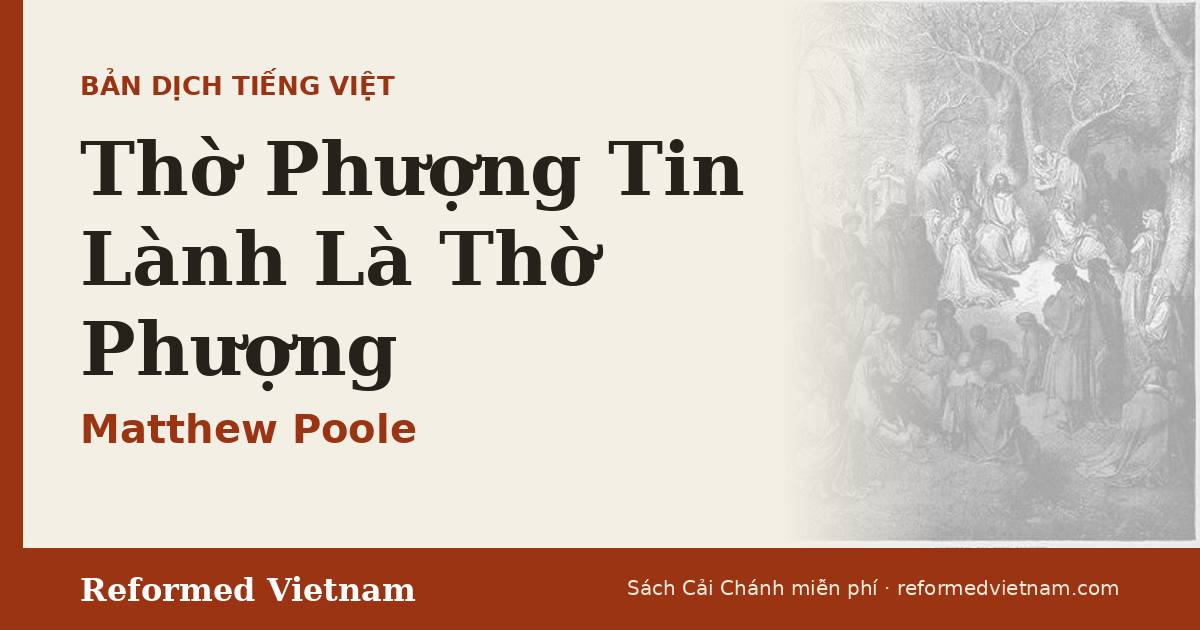 BẢN DỊCH TIẾNG VIỆT
Thờ Phượng Tin
Lành Là Thờ
Phượng
Matthew Poole
Reformed Vietnam
Sách Cải Chánh miễn phí · reformedvietnam.com